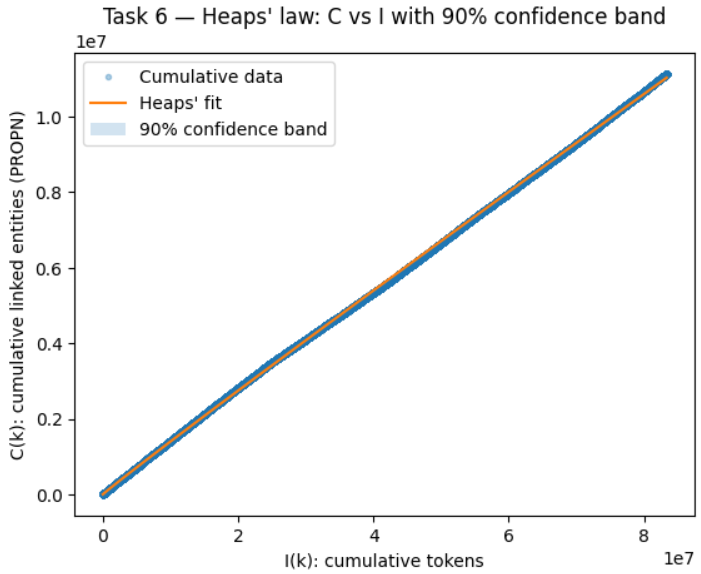 Task 6 — Heaps' law: C vs I with 90% confidence band
1e7
Cumulative data
Heaps' fit
90% confidence band
C(k): cumulative linked entities (PROPN)
1.0
0.8
0.6
0.4
0.2
0.0
0 2 4 6 8
1e7
I(k): cumulative tokens